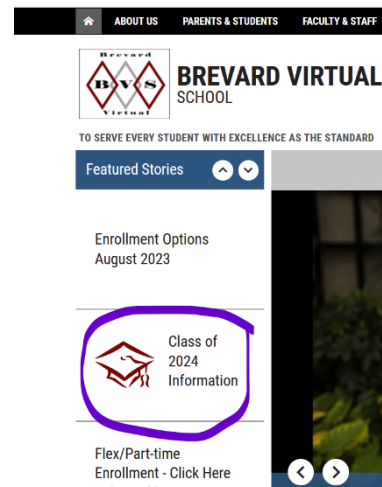 ABOUT US PARENTS & STUDENTS FACULTY & STAFF
Brevard
BVS
Virtual
BREVARD VIRTUAL
SCHOOL
TO SERVE EVERY STUDENT WITH EXCELLENCE AS THE STANDARD
Featured Stories
Enrollment Options
August 2023
Class of
2024
Information
Flex/Part-time
Enrollment - Click Here